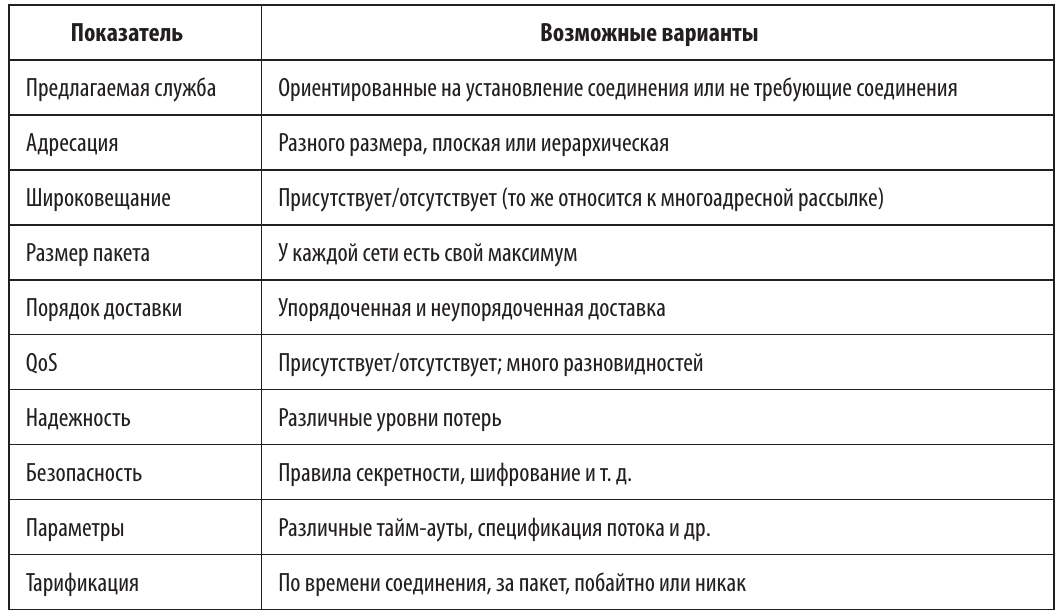 Показатель Возможные варианты
Предлагаемая служба Ориентированные на установление соединения или не требующие соединения
Адресация Разного размера, плоская или иерархическая
Широковещание Присутствует/отсутствует (то же относится к многоадресной рассылке)
Размер пакета У каждой сети есть свой максимум
Порядок доставки Упорядоченная и неупорядоченная доставка
QoS Присутствует/отсутствует; много разновидностей
Надежность Различные уровни потерь
Безопасность Правила секретности, шифрование и т. д.
Параметры Различные тайм-ауты, спецификация потока и др.
Тарификация По времени соединения, за пакет, побайтно или никак